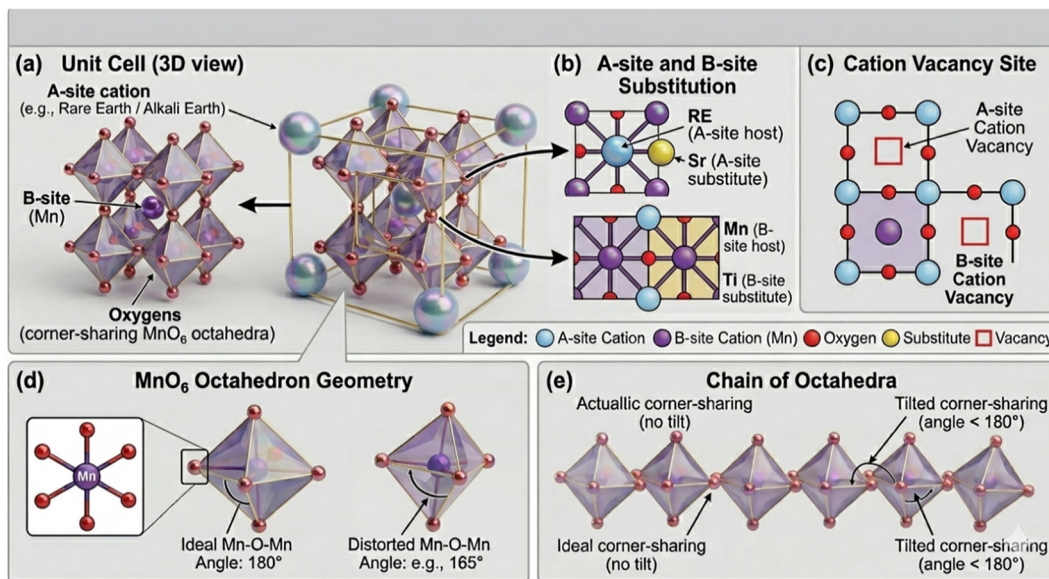 (a) Unit Cell (3D view)
A-site cation
(e.g., Rare Earth / Alkali Earth)
B-site
(Mn)
Oxygens
(corner-sharing MnO₆ octahedra)
(b) A-site and B-site
Substitution
RE
(A-site host)
Sr (A-site
substitute)
Mn (B-
site host)
Ti (B-site
substitute)
(c) Cation Vacancy Site
A-site
Cation
Vacancy
B-site
Cation
Vacancy
Legend: A-site Cation B-site Cation (Mn) Oxygen Substitute Vacancy
(d) MnO₆ Octahedron Geometry
Mn
Ideal Mn-O-Mn
Angle: 180°
Distorted Mn-O-Mn
Angle: e.g., 165°
(e) Chain of Octahedra
Actuallic corner-sharing
(no tilt)
Tilted corner-sharing
(angle < 180°)
Ideal corner-sharing
(no tilt)
Tilted corner-sharing
(angle < 180°)